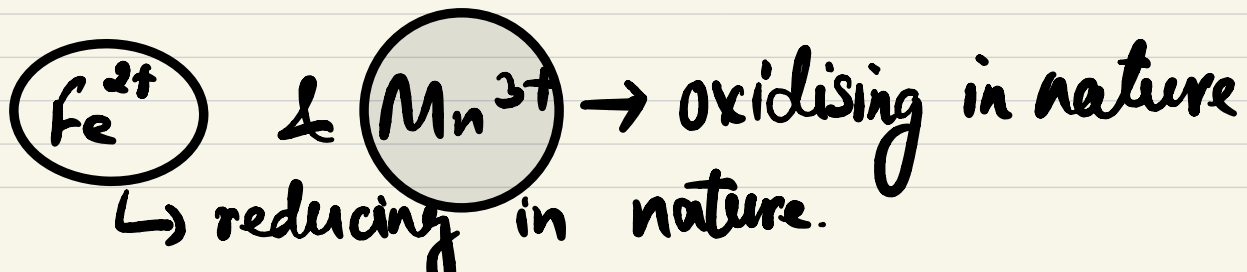 Fe²⁺ & Mn³⁺ → oxidising in nature
↳ reducing in nature.